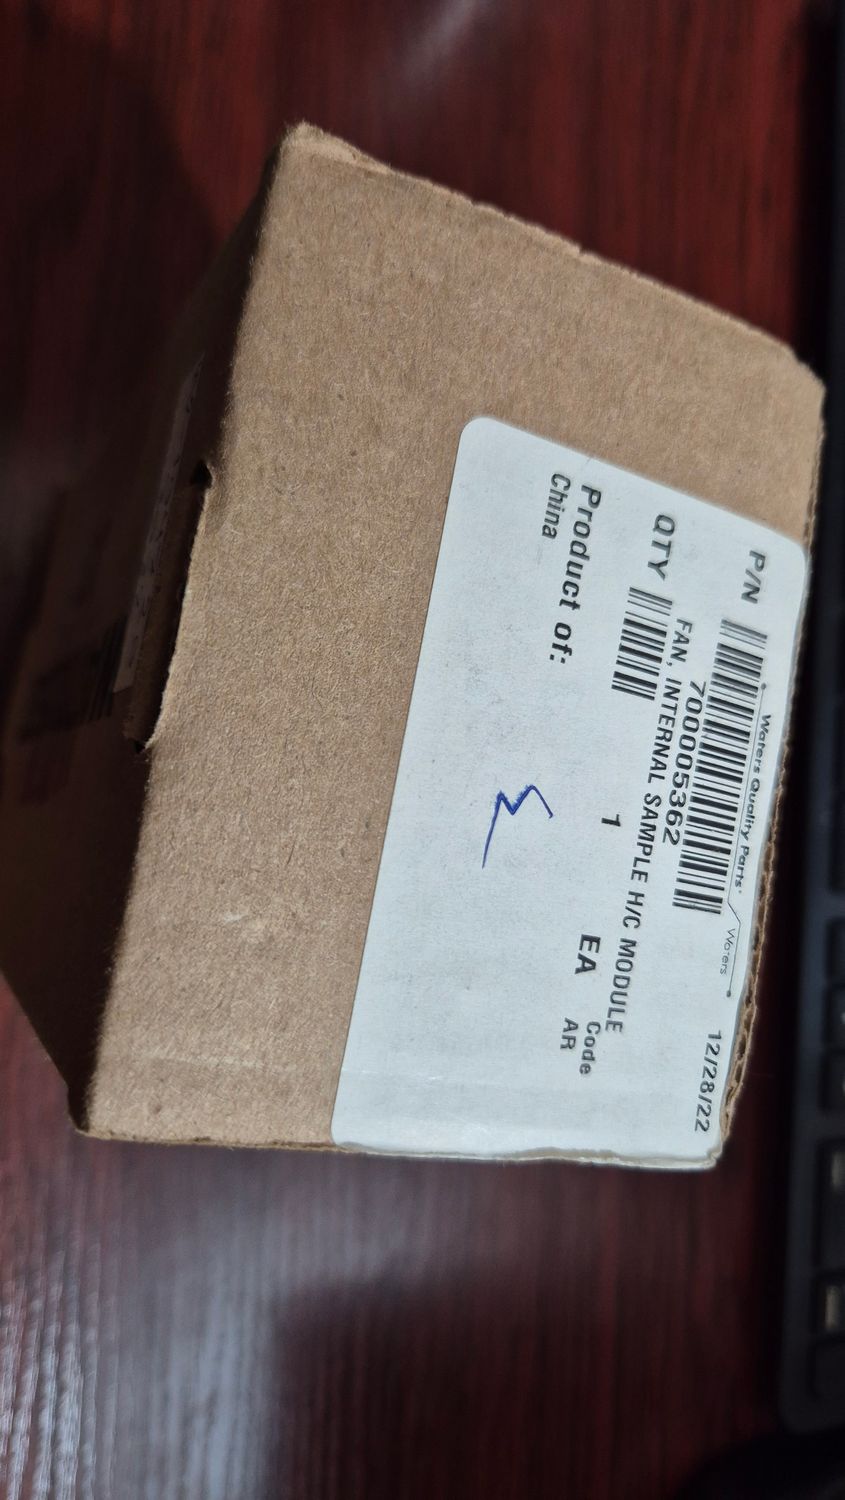 Waters Quality Parts
Waters
12/28/22
P/N
700005362
FAN, INTERNAL SAMPLE H/C MODULE
QTY 1 EA Code
AR
Product of:
China